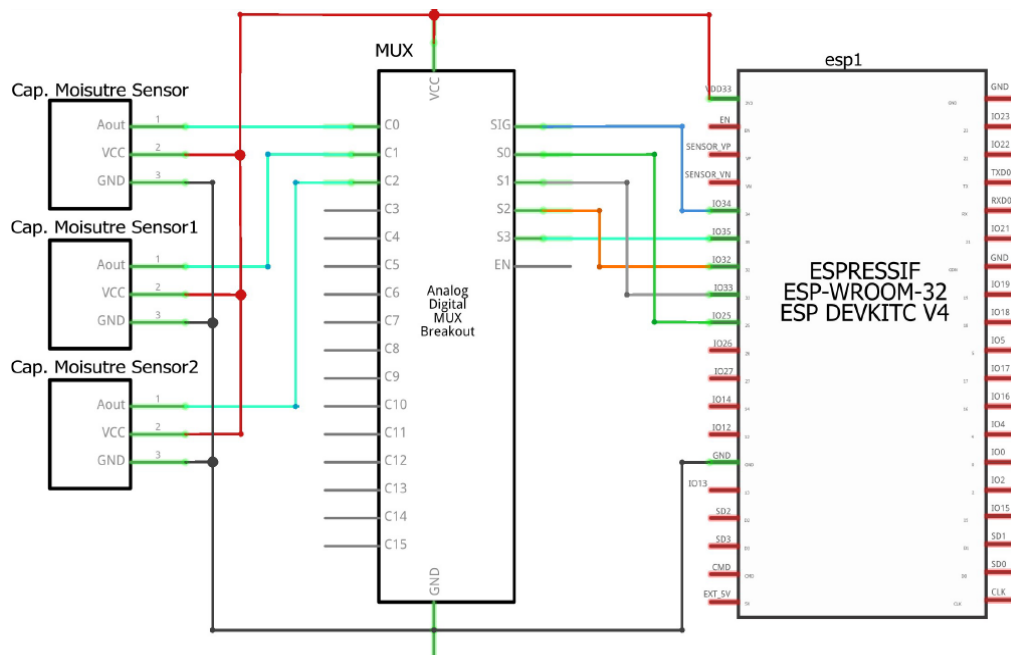 MUX
esp1
Cap. Moisutre Sensor
Aout 1
VCC 2
GND 3
Cap. Moisutre Sensor1
Aout 1
VCC 2
GND 3
Cap. Moisutre Sensor2
Aout 1
VCC 2
GND 3
VCC
C0
C1
C2
C3
C4
C5
C6
C7
C8
C9
C10
C11
C12
C13
C14
C15
Analog
Digital
MUX
Breakout
SIG
S0
S1
S2
S3
EN
GND
VDD33
EN
SENSOR_VP
SENSOR_VN
IO34
IO35
IO32
IO33
IO25
IO26
IO27
IO14
IO12
GND
IO13
SD2
SD3
CMD
EXT_5V
ESPRESSIF
ESP-WROOM-32
ESP DEVKITC V4
GND
IO23
IO22
TXD0
RXD0
IO21
GND
IO19
IO18
IO5
IO17
IO16
IO4
IO0
IO2
IO15
SD1
SD0
CLK